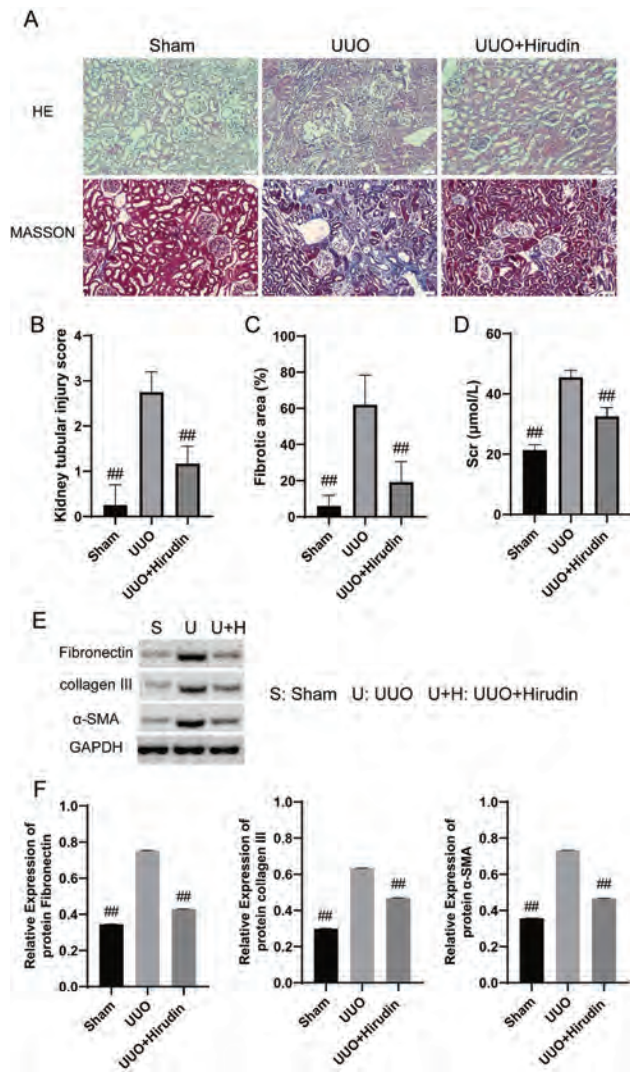 A
Sham UUO UUO+Hirudin
HE
MASSON
B
Kidney tubular injury score
4
3
2
1
0
##
##
Sham
UUO
UUO+Hirudin
C
Fibrotic area (%)
100
80
60
40
20
0
##
##
Sham
UUO
UUO+Hirudin
D
Scr (μmol/L)
60
40
20
0
##
##
Sham
UUO
UUO+Hirudin
E
S U U+H
Fibronectin
collagen III
α-SMA
GAPDH
S: Sham U: UUO U+H: UUO+Hirudin
F
Relative Expression of
protein Fibronectin
1.0
0.8
0.6
0.4
0.2
0.0
##
##
Sham
UUO
UUO+Hirudin
Relative Expression of
protein collagen III
1.0
0.8
0.6
0.4
0.2
0.0
##
##
Sham
UUO
UUO+Hirudin
Relative Expression of
protein α-SMA
1.0
0.8
0.6
0.4
0.2
0.0
##
##
Sham
UUO
UUO+Hirudin